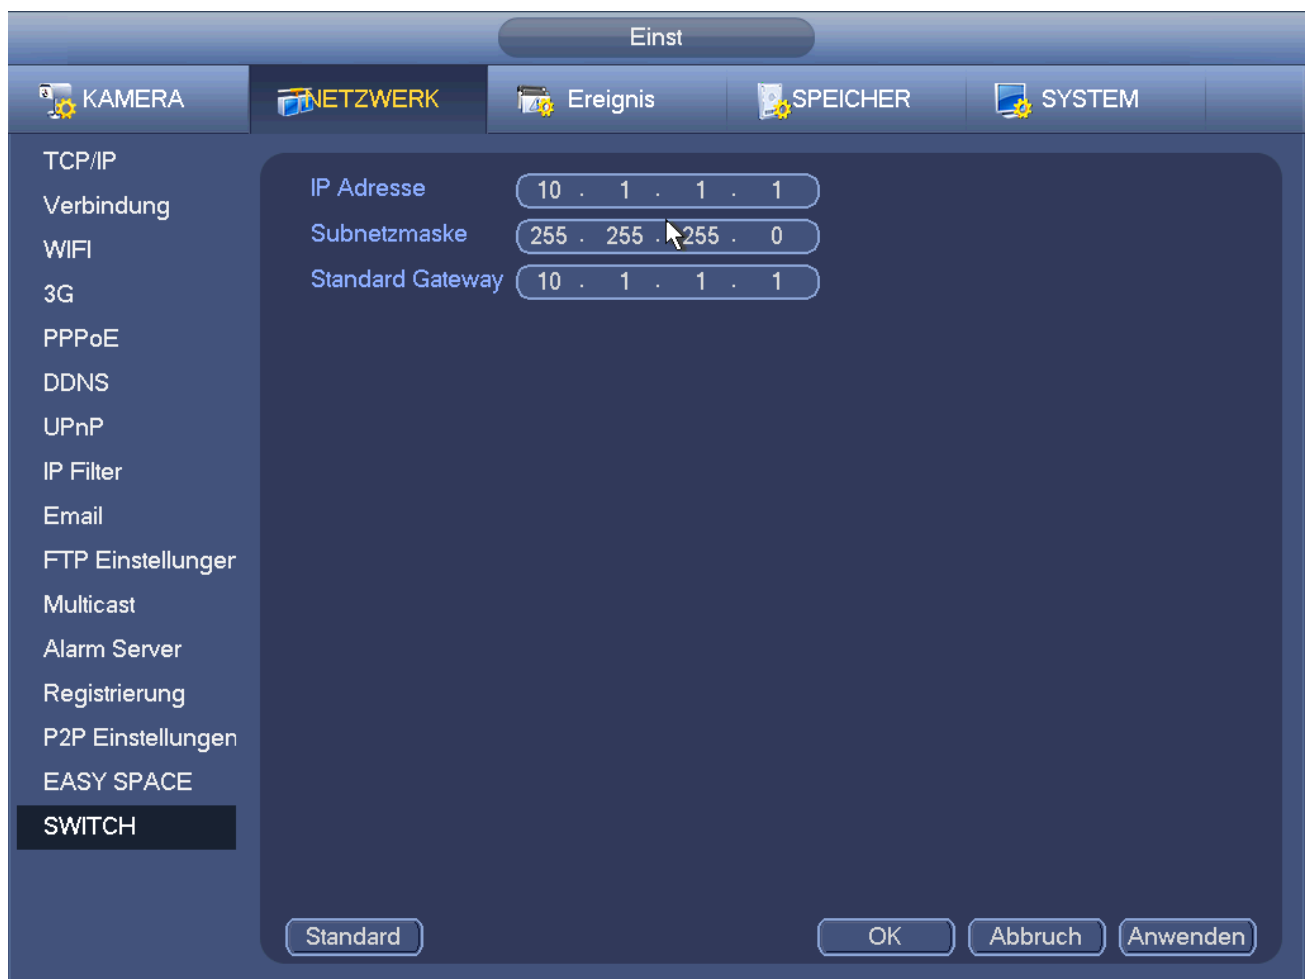 Einst
KAMERA NETZWERK Ereignis SPEICHER SYSTEM
TCP/IP
Verbindung
WIFI
3G
PPPoE
DDNS
UPnP
IP Filter
Email
FTP Einstellunger
Multicast
Alarm Server
Registrierung
P2P Einstellungen
EASY SPACE
SWITCH
IP Adresse 10 . 1 . 1 . 1
Subnetzmaske 255 . 255 . 255 . 0
Standard Gateway 10 . 1 . 1 . 1
Standard OK Abbruch Anwenden